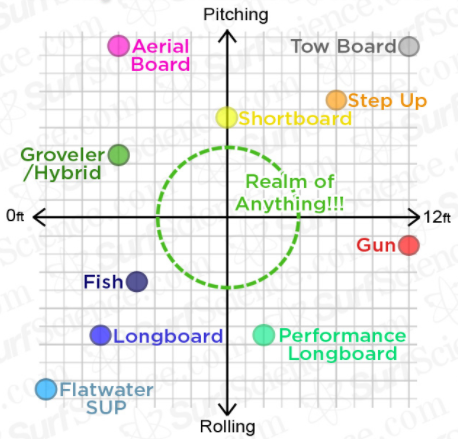 Pitching
Aerial
Board
Tow Board
Step Up
Shortboard
Groveler
/Hybrid
Realm of
Anything!!!
0ft
12ft
Gun
Fish
Longboard
Performance
Longboard
Flatwater
SUP
Rolling